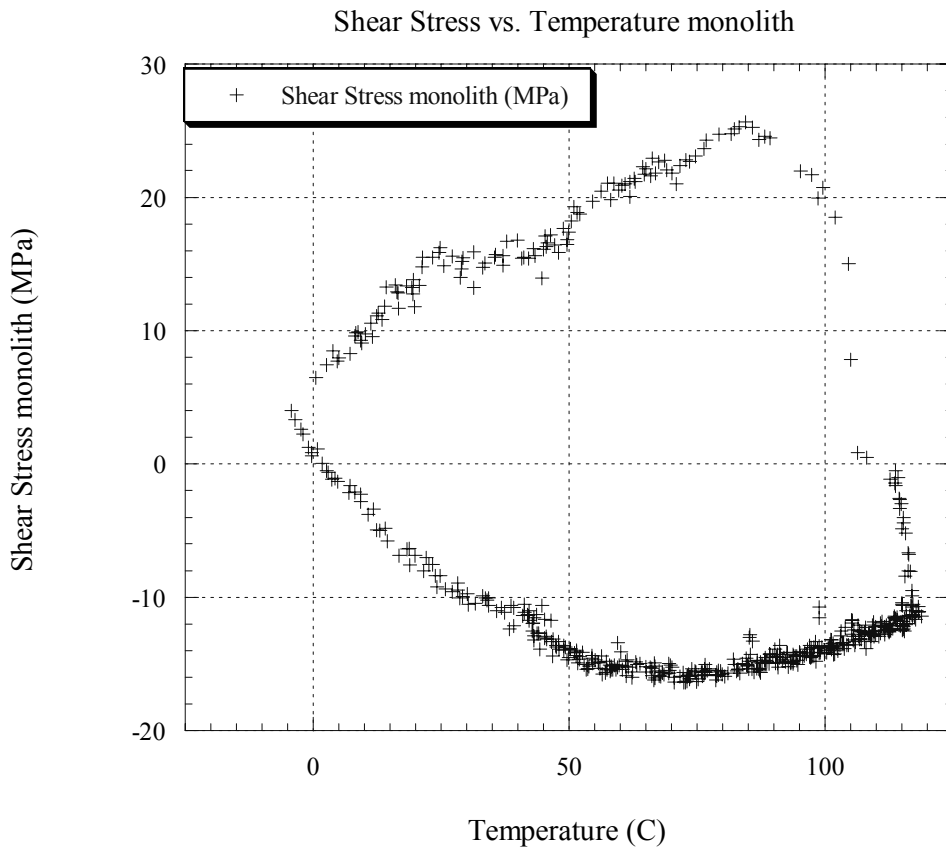 Shear Stress vs. Temperature monolith
Shear Stress monolith (MPa)
Shear Stress monolith (MPa)
30
20
10
0
-10
-20
0
50
100
Temperature (C)